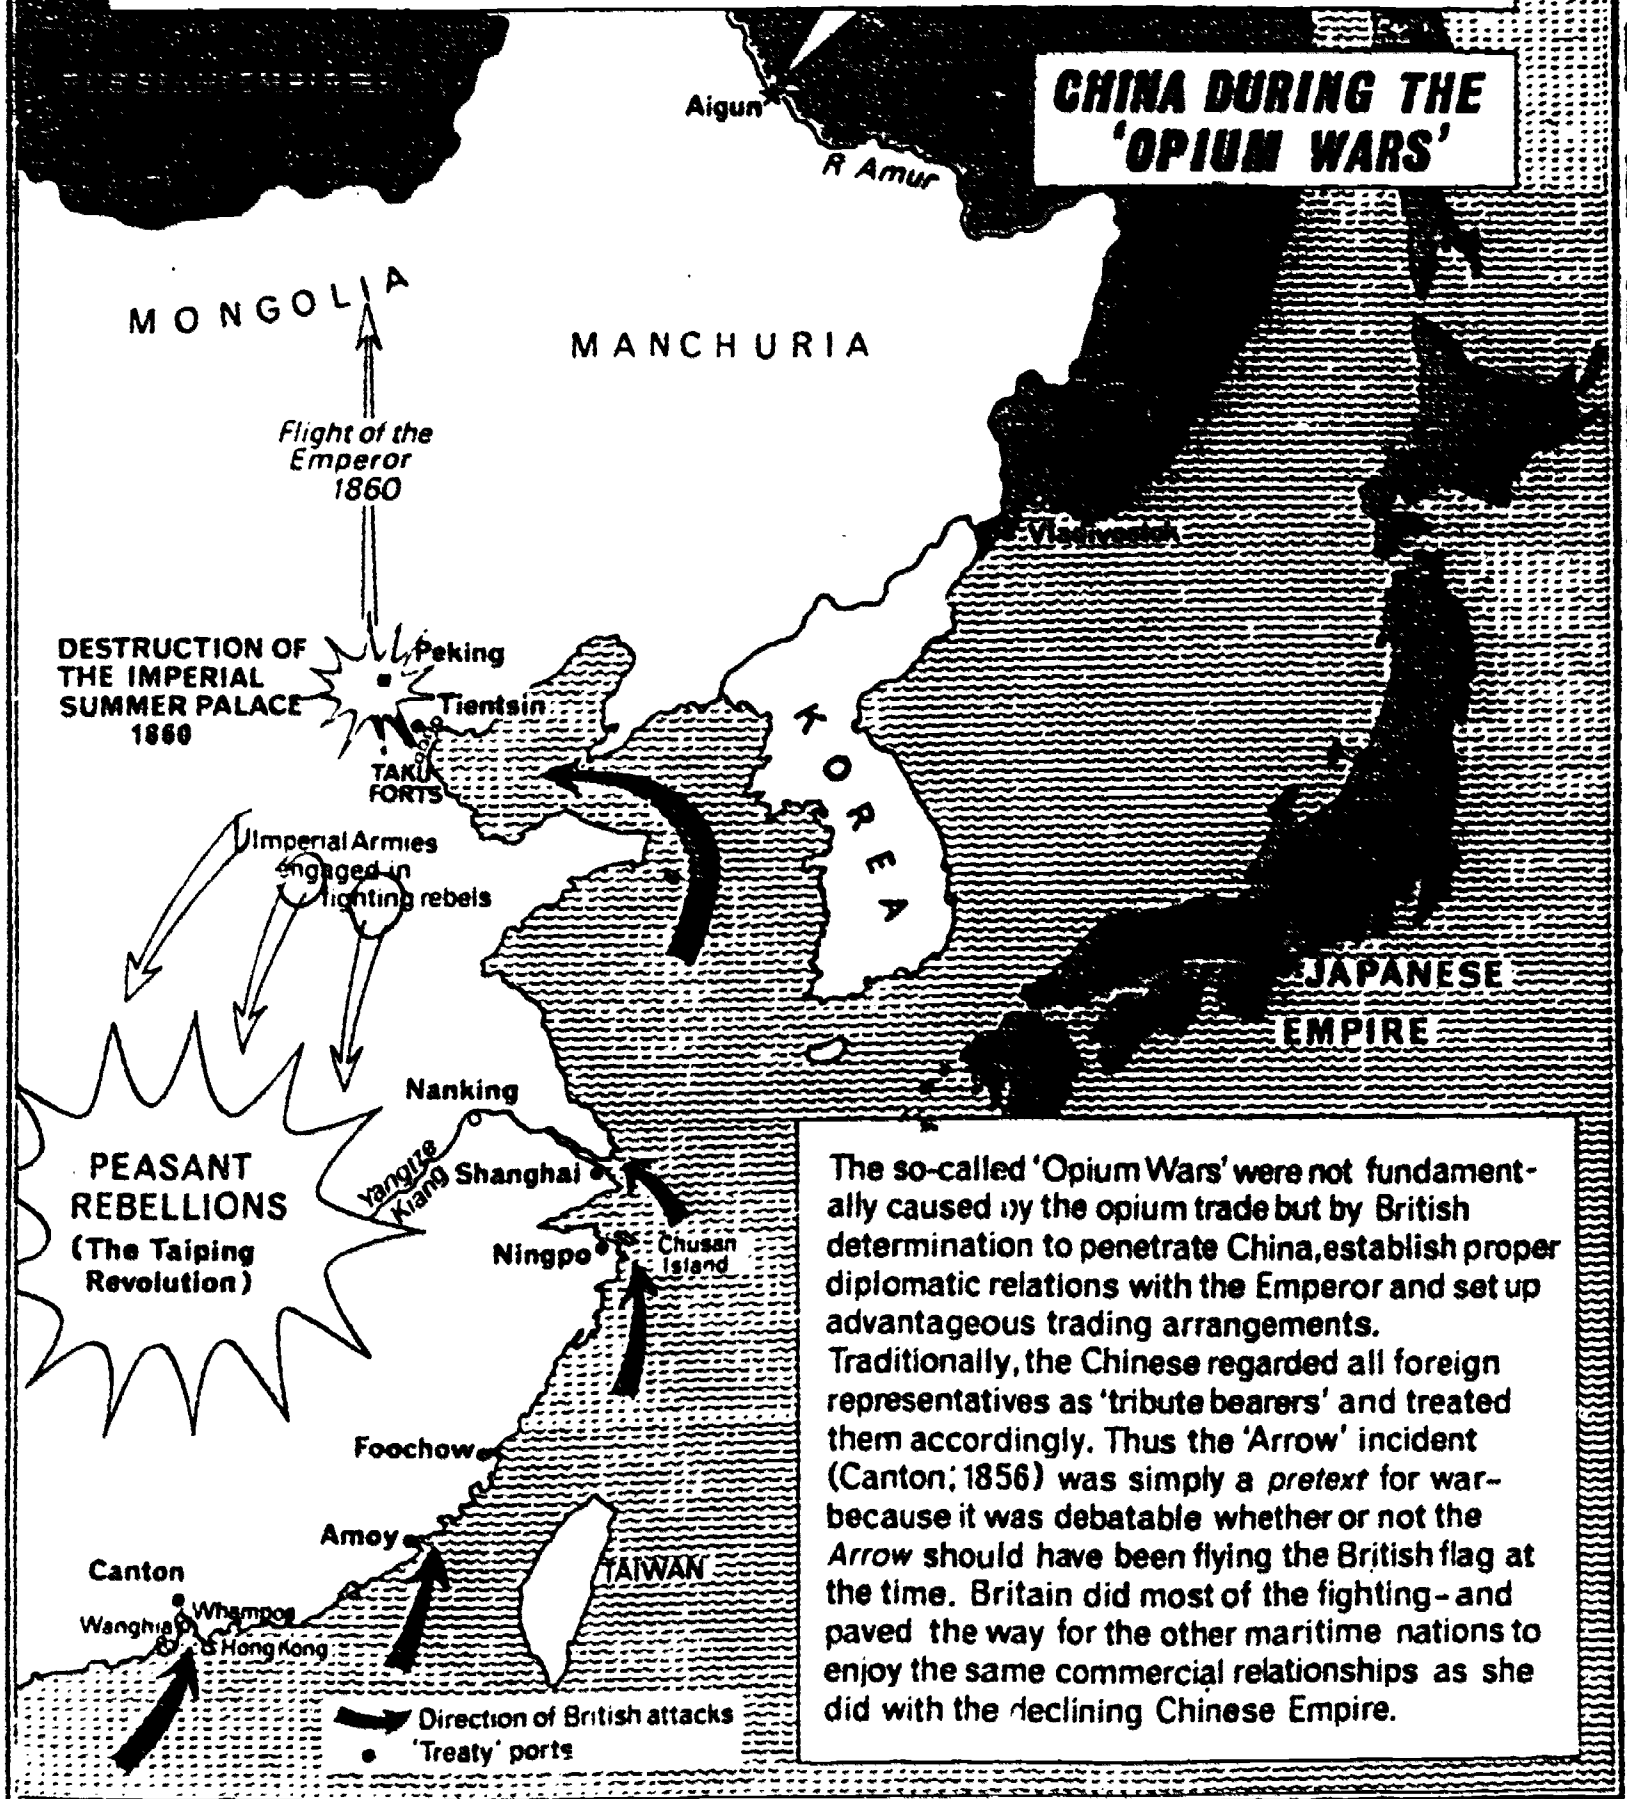 CHINA DURING THE
'OPIUM WARS'
Aigun
R Amur
MONGOLIA
MANCHURIA
Flight of the
Emperor
1860
Vladivostok
DESTRUCTION OF
THE IMPERIAL
SUMMER PALACE
1860
Peking
Tientsin
TAKU
FORTS
KOREA
Imperial Armies
engaged in
fighting rebels
JAPANESE
EMPIRE
Nanking
Yangtze
Kiang
Shanghai
PEASANT
REBELLIONS
(The Taiping
Revolution)
Ningpo
Chusan
Island
Foochow
Amoy
TAIWAN
Canton
Whampoa
Wanghia
Hong Kong
Direction of British attacks
'Treaty' ports
The so-called 'Opium Wars' were not fundament-
ally caused by the opium trade but by British
determination to penetrate China, establish proper
diplomatic relations with the Emperor and set up
advantageous trading arrangements.
Traditionally, the Chinese regarded all foreign
representatives as 'tribute bearers' and treated
them accordingly. Thus the 'Arrow' incident
(Canton; 1856) was simply a pretext for war-
because it was debatable whether or not the
Arrow should have been flying the British flag at
the time. Britain did most of the fighting-and
paved the way for the other maritime nations to
enjoy the same commercial relationships as she
did with the declining Chinese Empire.